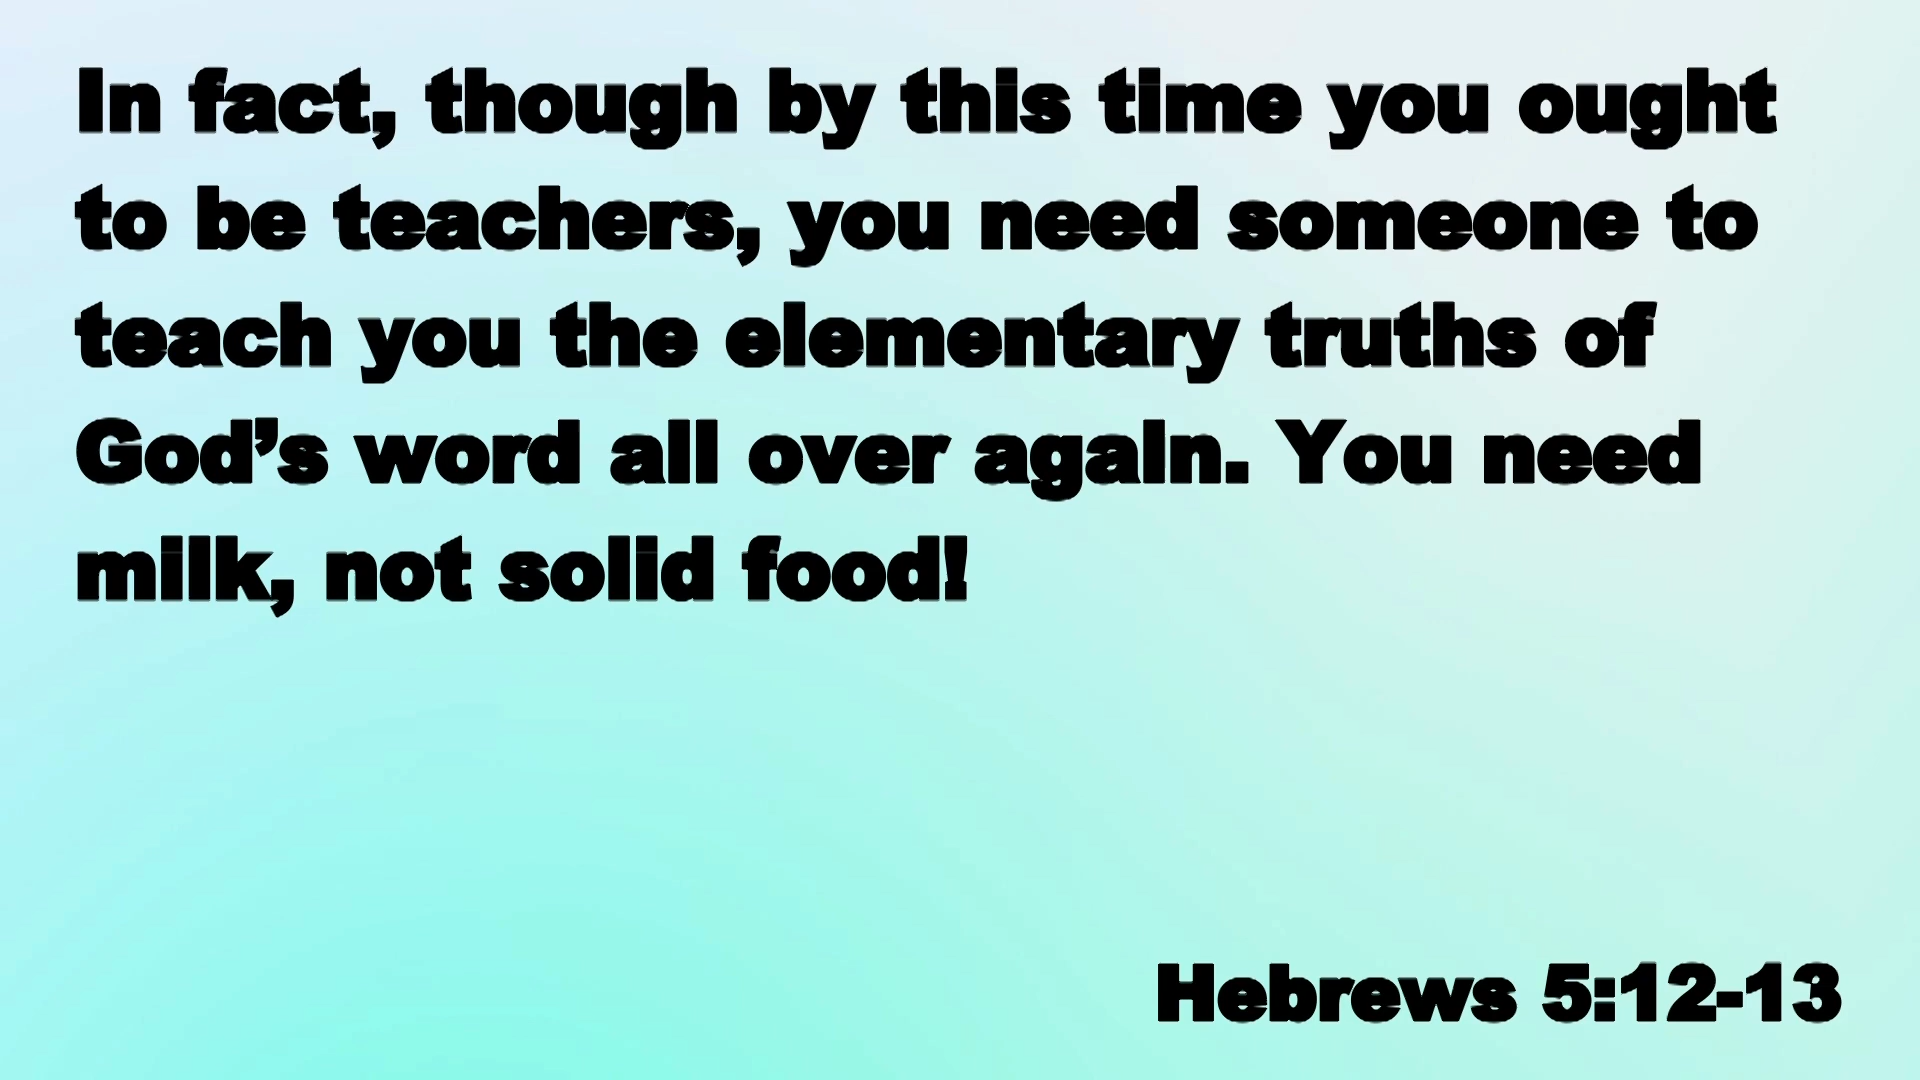 In fact, though by this time you ought
to be teachers, you need someone to
teach you the elementary truths of
God’s word all over again. You need
milk, not solid food!
Hebrews 5:12-13